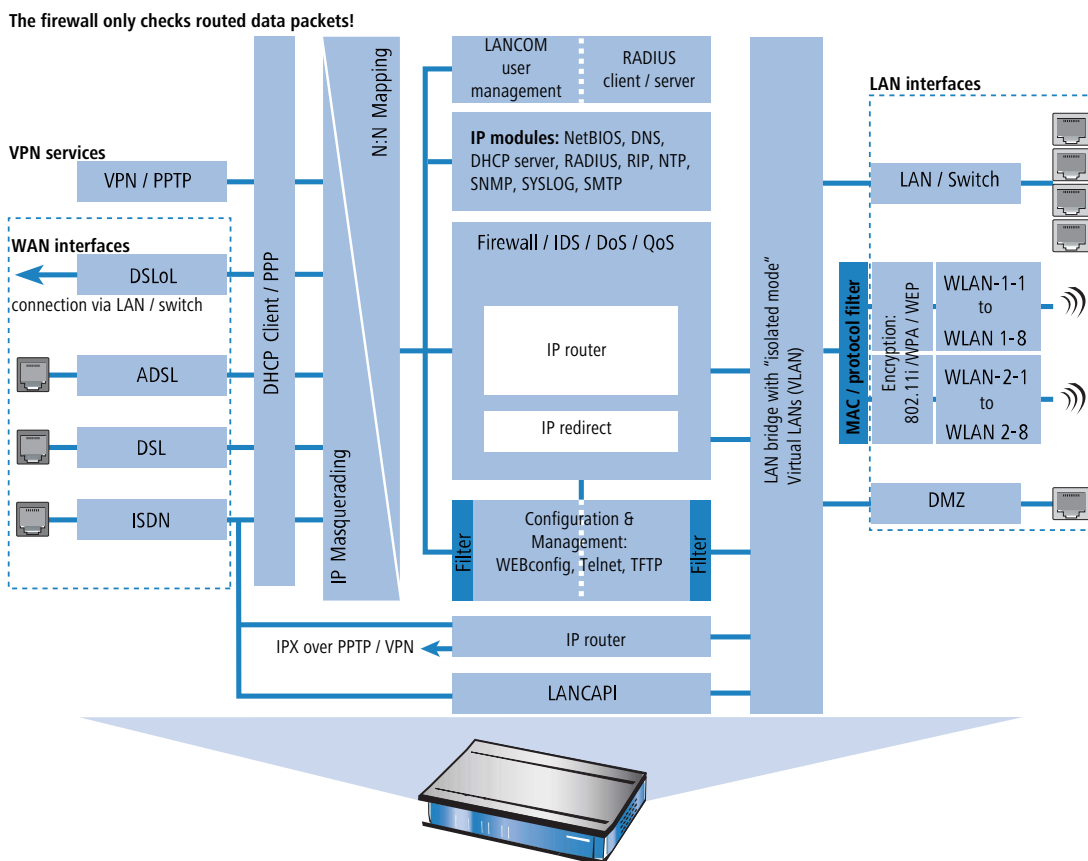 The firewall only checks routed data packets!
LANCOM
user
management
RADIUS
client / server
LAN interfaces
N:N Mapping
IP modules: NetBIOS, DNS,
DHCP server, RADIUS, RIP, NTP,
SNMP, SYSLOG, SMTP
VPN services
VPN / PPTP
LAN / Switch
WAN interfaces
DSLoL
connection via LAN / switch
ADSL
DSL
ISDN
DHCP Client / PPP
IP Masquerading
Firewall / IDS / DoS / QoS
IP router
IP redirect
Filter
Configuration &
Management:
WEBconfig, Telnet, TFTP
Filter
LAN bridge with “isolated mode”
Virtual LANs (VLAN)
MAC / protocol filter
Encryption:
802.11i /WPA / WEP
WLAN-1-1
to
WLAN 1-8
WLAN-2-1
to
WLAN 2-8
DMZ
IPX over PPTP / VPN
IP router
LANCAPI